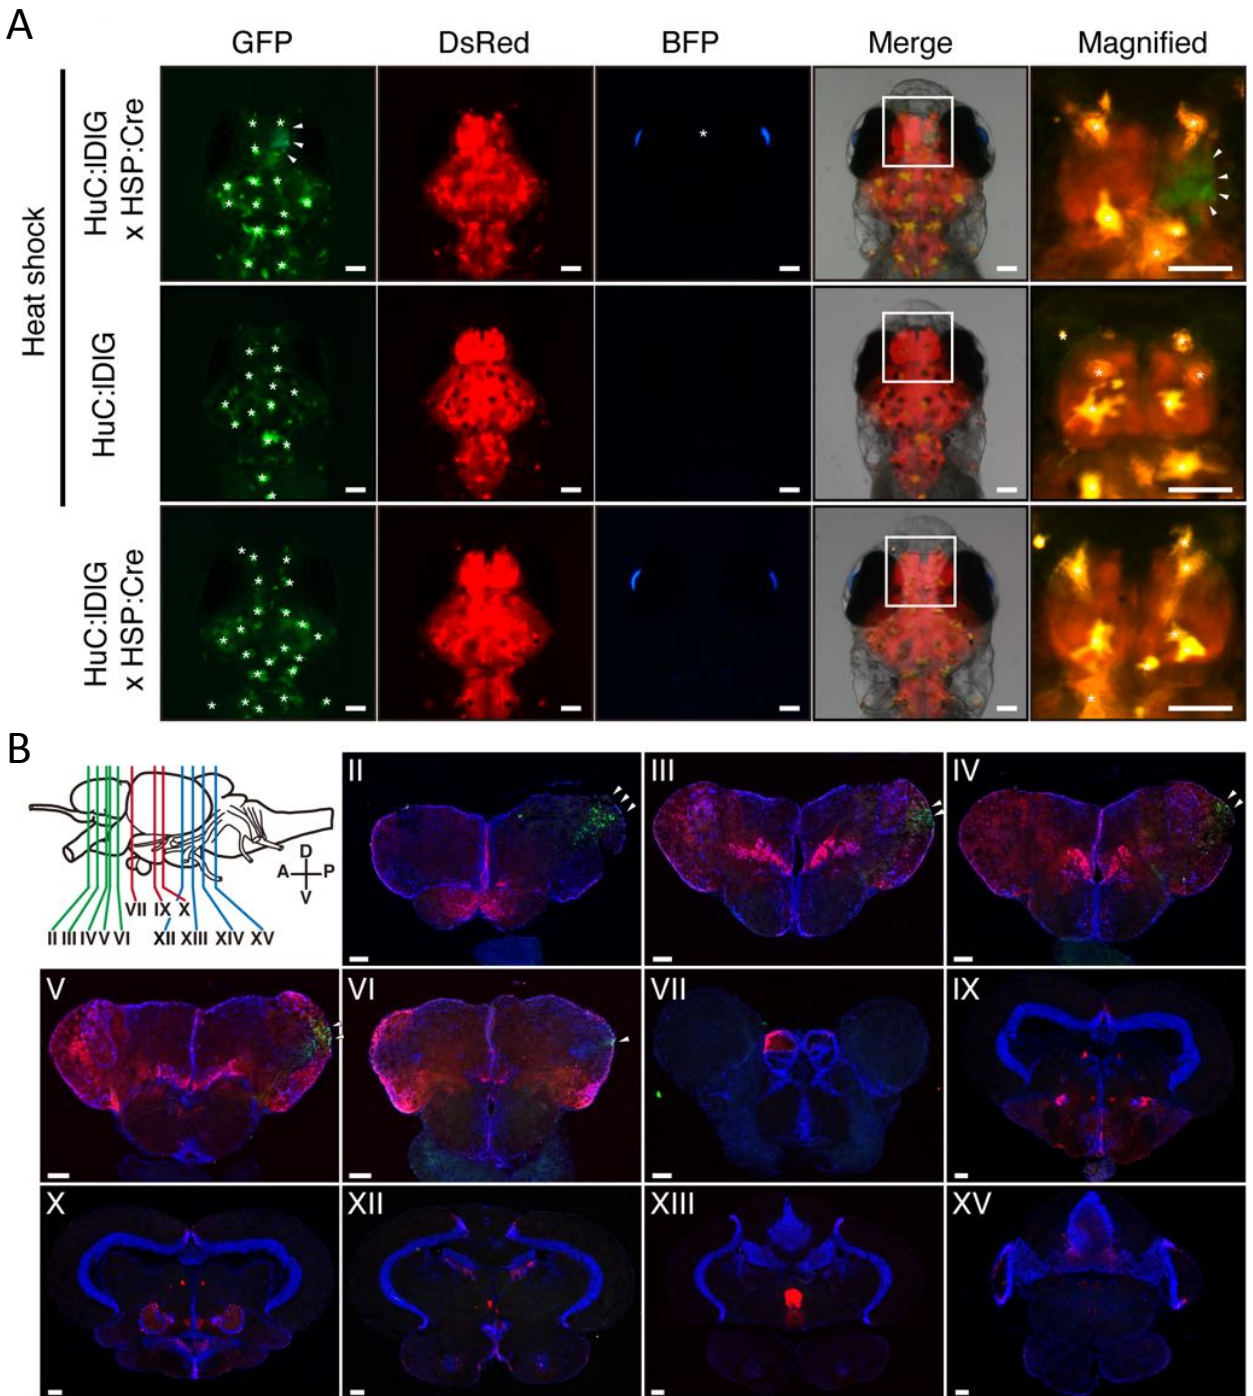 A
GFP DsRed BFP Merge Magnified
Heat shock
HuC:lDIG
x HSP:Cre
HuC:lDIG
HuC:lDIG
x HSP:Cre
B
D
A P
V
VII IX X
II III IV V VI XII XIII XIV XV
II
III
IV
V
VI
VII
IX
X
XII
XIII
XV